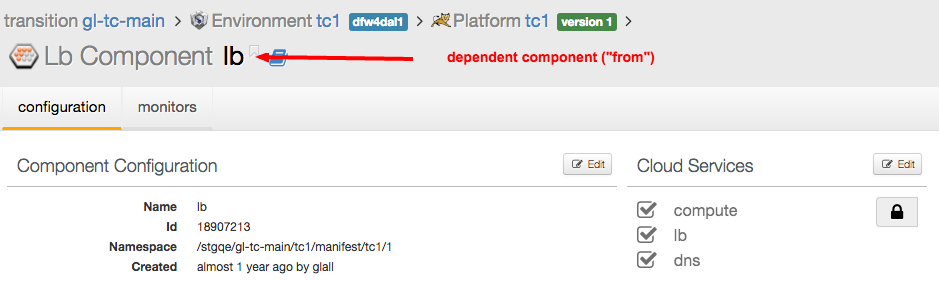 transition gl-tc-main > Environment tc1 dfw4dal1 > Platform tc1 version 1 >
Lb Component lb
dependent component ("from")
configuration
monitors
Component Configuration
Edit
Name lb
Id 18907213
Namespace /stgqe/gl-tc-main/tc1/manifest/tc1/1
Created almost 1 year ago by glall
Cloud Services
Edit
compute
lb
dns